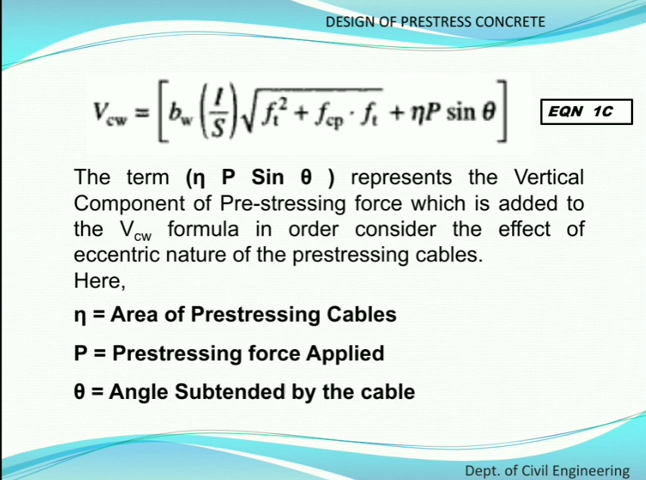 DESIGN OF PRESTRESS CONCRETE
V_cw = [ b_w (I/S) √(f_t² + f_cp · f_t) + ηP sin θ ]
EQN 1C
The term (η P Sin θ ) represents the Vertical
Component of Pre-stressing force which is added to
the V_cw formula in order consider the effect of
eccentric nature of the prestressing cables.
Here,
η = Area of Prestressing Cables
P = Prestressing force Applied
θ = Angle Subtended by the cable
Dept. of Civil Engineering